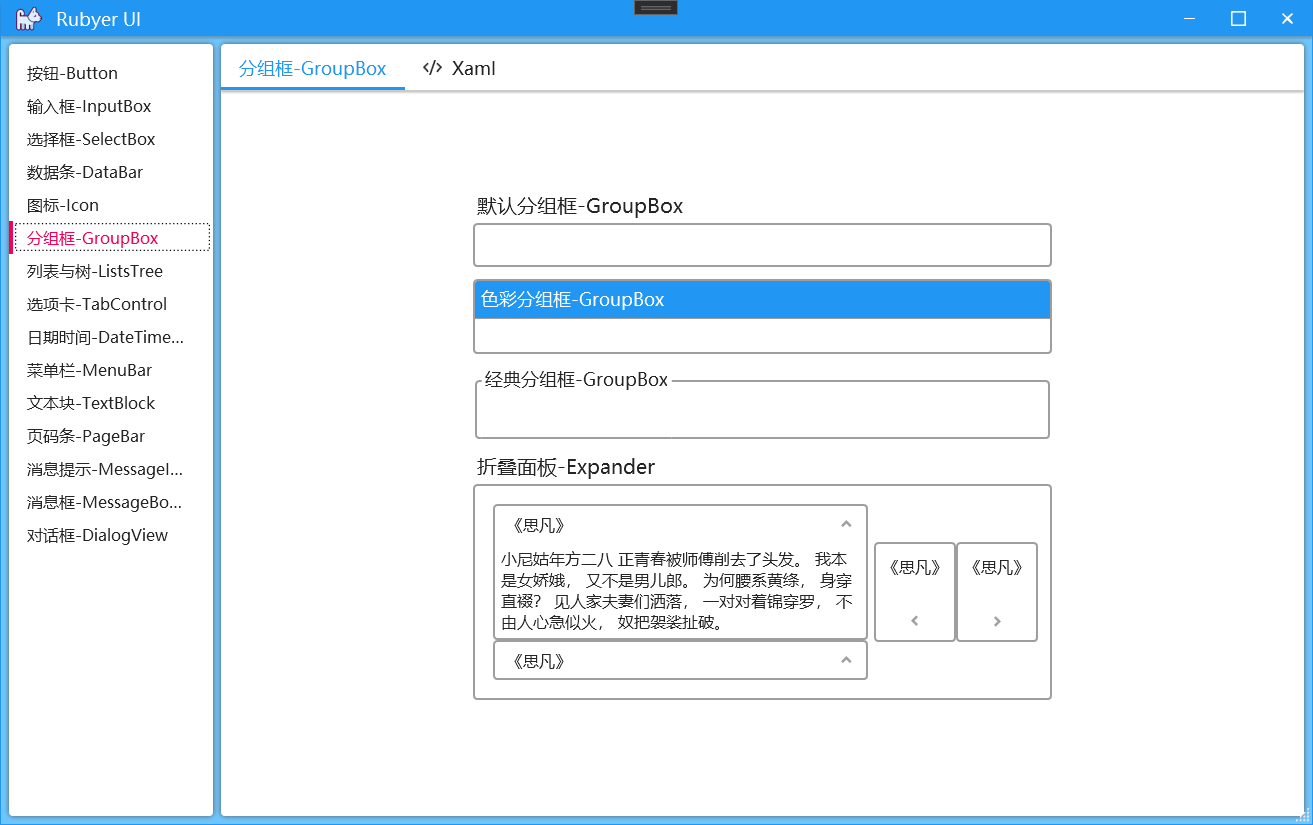 Rubyer UI
按钮-Button
输入框-InputBox
选择框-SelectBox
数据条-DataBar
图标-Icon
分组框-GroupBox
列表与树-ListsTree
选项卡-TabControl
日期时间-DateTime...
菜单栏-MenuBar
文本块-TextBlock
页码条-PageBar
消息提示-MessageI...
消息框-MessageBo...
对话框-DialogView
分组框-GroupBox
</> Xaml
默认分组框-GroupBox
色彩分组框-GroupBox
经典分组框-GroupBox
折叠面板-Expander
《思凡》
小尼姑年方二八 正青春被师傅削去了头发。 我本
是女娇娥， 又不是男儿郎。 为何腰系黄绦， 身穿
直裰？ 见人家夫妻们洒落， 一对对着锦穿罗， 不
由人心急似火， 奴把袈裟扯破。
《思凡》
《思凡》
《思凡》